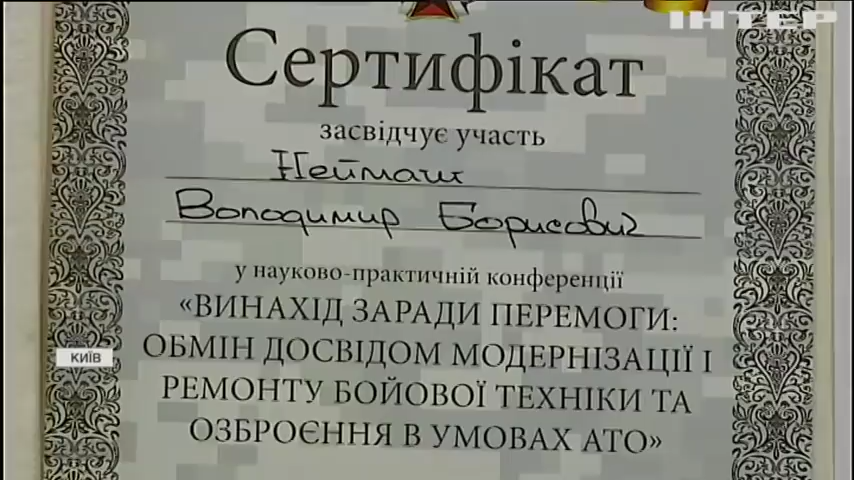 ІНТЕР
Сертифікат
засвідчує участь
Нейман
Володимир Борисович
у науково-практичній конференції
«ВИНАХІД ЗАРАДИ ПЕРЕМОГИ:
ОБМІН ДОСВІДОМ МОДЕРНІЗАЦІЇ І
РЕМОНТУ БОЙОВОЇ ТЕХНІКИ ТА
ОЗБРОЄННЯ В УМОВАХ АТО»
КИЇВ